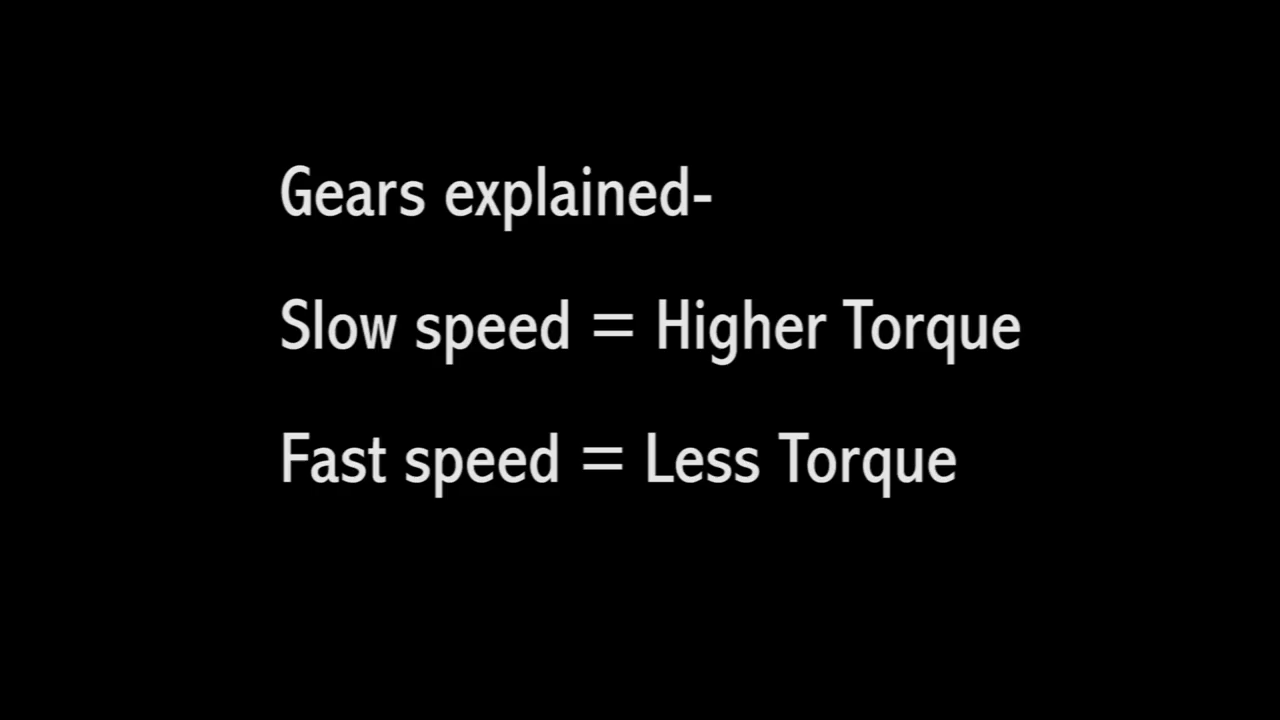 Gears explained-
Slow speed = Higher Torque
Fast speed = Less Torque